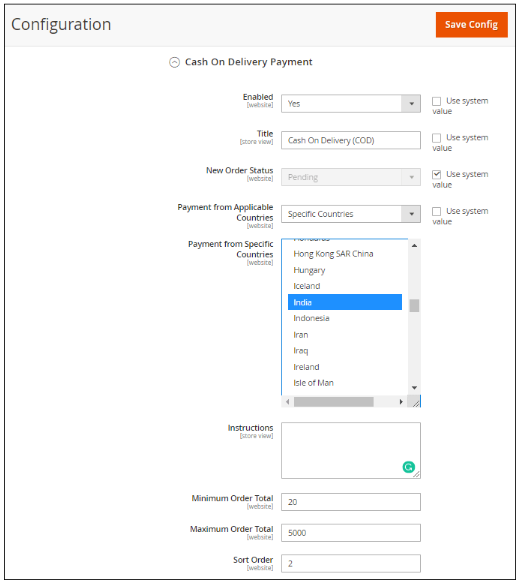 Configuration
Save Config
Cash On Delivery Payment
Enabled
[website]
Yes
Use system
value
Title
[store view]
Cash On Delivery (COD)
Use system
value
New Order Status
[website]
Pending
Use system
value
Payment from Applicable
Countries
[website]
Specific Countries
Use system
value
Payment from Specific
Countries
[website]
Honduras
Hong Kong SAR China
Hungary
Iceland
India
Indonesia
Iran
Iraq
Ireland
Isle of Man
Instructions
[store view]
Minimum Order Total
[website]
20
Maximum Order Total
[website]
5000
Sort Order
[website]
2